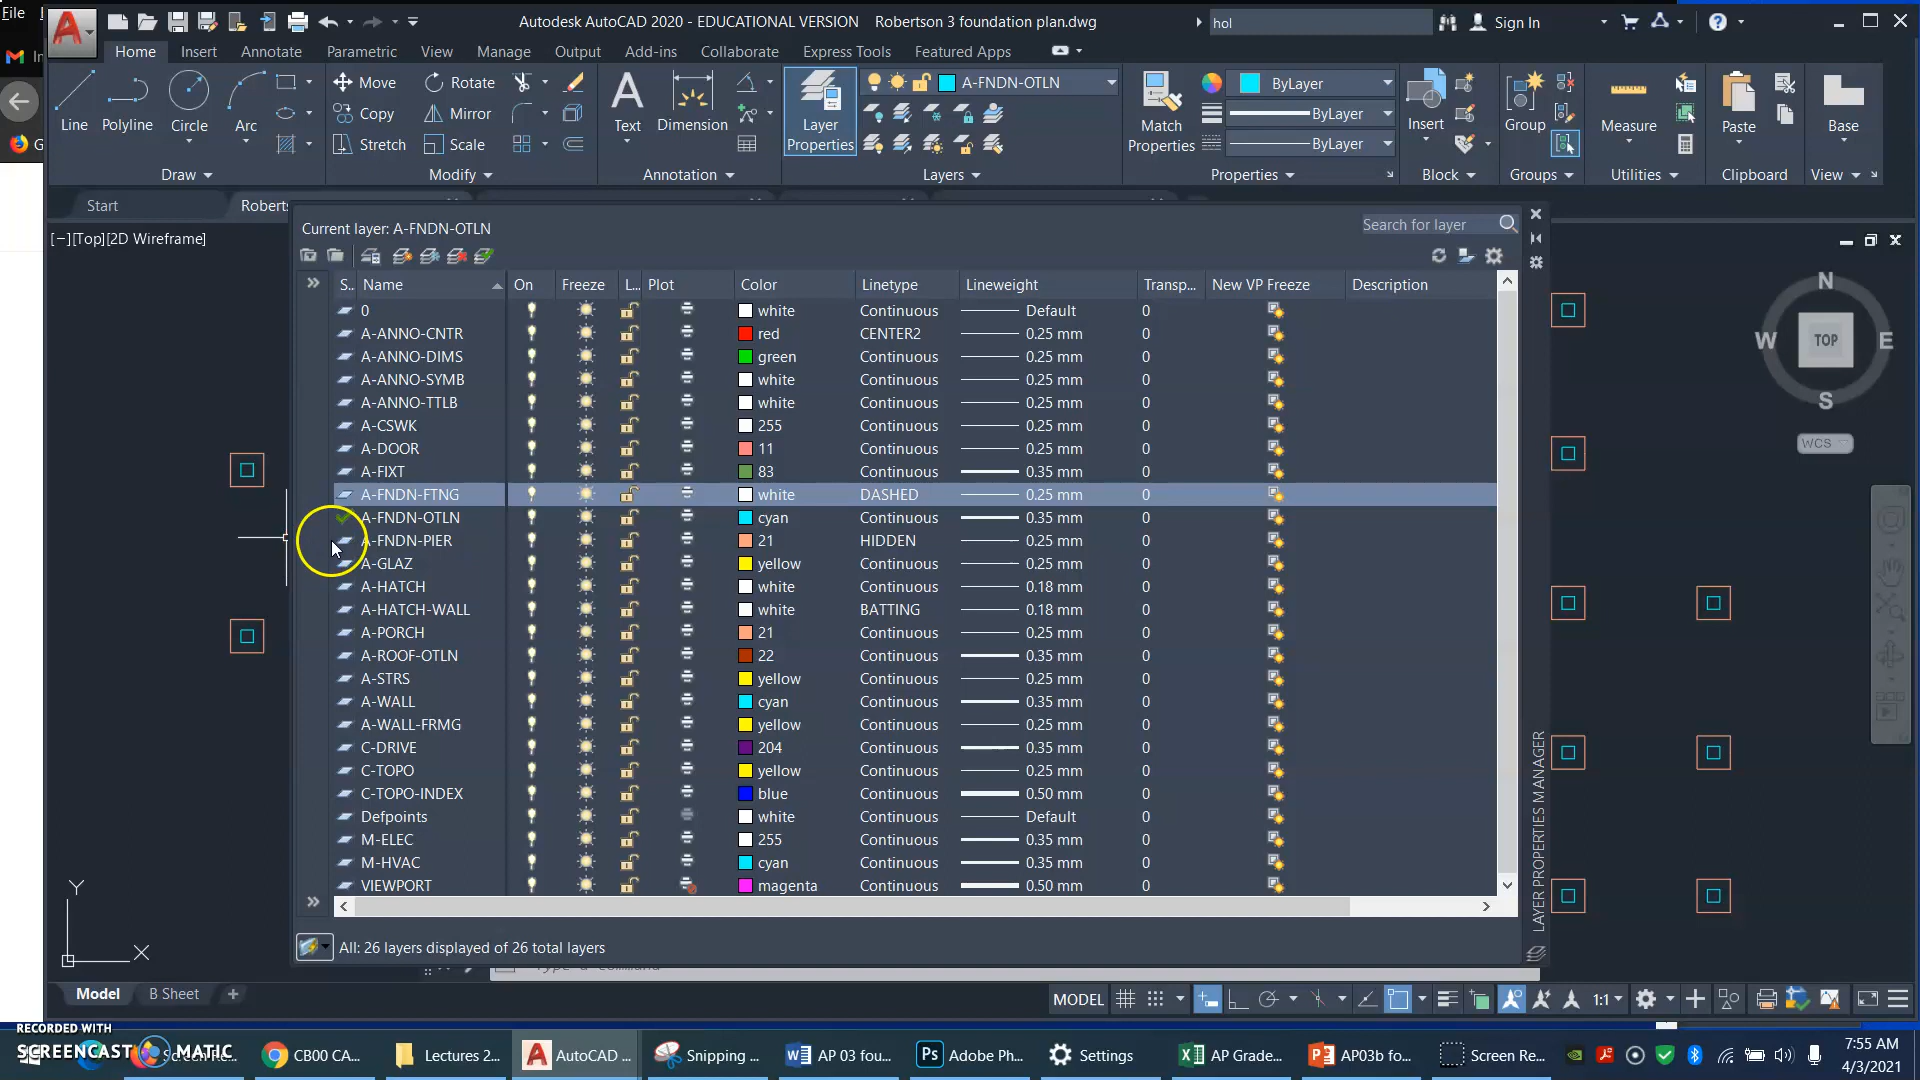 File
Autodesk AutoCAD 2020 - EDUCATIONAL VERSION Robertson 3 foundation plan.dwg
hol
Sign In
Home Insert Annotate Parametric View Manage Output Add-ins Collaborate Express Tools Featured Apps
Line Polyline Circle Arc
Move Rotate
Copy Mirror
Stretch Scale
Text Dimension
Layer Properties
A-FNDN-OTLN
Match Properties
ByLayer
ByLayer
ByLayer
Insert
Group
Measure
Paste
Base
Draw Modify Annotation Layers Properties Block Groups Utilities Clipboard View
Start Roberts
[−][Top][2D Wireframe]
Current layer: A-FNDN-OTLN
Search for layer
S.. Name On Freeze L... Plot Color Linetype Lineweight Transp... New VP Freeze Description
0 white Continuous Default 0
A-ANNO-CNTR red CENTER2 0.25 mm 0
A-ANNO-DIMS green Continuous 0.25 mm 0
A-ANNO-SYMB white Continuous 0.25 mm 0
A-ANNO-TTLB white Continuous 0.25 mm 0
A-CSWK 255 Continuous 0.25 mm 0
A-DOOR 11 Continuous 0.25 mm 0
A-FIXT 83 Continuous 0.35 mm 0
A-FNDN-FTNG white DASHED 0.25 mm 0
A-FNDN-OTLN cyan Continuous 0.35 mm 0
A-FNDN-PIER 21 HIDDEN 0.25 mm 0
A-GLAZ yellow Continuous 0.25 mm 0
A-HATCH white Continuous 0.18 mm 0
A-HATCH-WALL white BATTING 0.18 mm 0
A-PORCH 21 Continuous 0.25 mm 0
A-ROOF-OTLN 22 Continuous 0.35 mm 0
A-STRS yellow Continuous 0.25 mm 0
A-WALL cyan Continuous 0.35 mm 0
A-WALL-FRMG yellow Continuous 0.25 mm 0
C-DRIVE 204 Continuous 0.35 mm 0
C-TOPO yellow Continuous 0.25 mm 0
C-TOPO-INDEX blue Continuous 0.50 mm 0
Defpoints white Continuous Default 0
M-ELEC 255 Continuous 0.35 mm 0
M-HVAC cyan Continuous 0.35 mm 0
VIEWPORT magenta Continuous 0.50 mm 0
All: 26 layers displayed of 26 total layers
LAYER PROPERTIES MANAGER
N
W TOP E
S
WCS
Y
X
Model B Sheet +
MODEL 1:1
RECORDED WITH
SCREENCAST MATIC
CB00 CA...
Lectures 2...
AutoCAD ...
Snipping ...
AP 03 fou...
Adobe Ph...
Settings
AP Grade...
AP03b fo...
Screen Re...
7:55 AM
4/3/2021